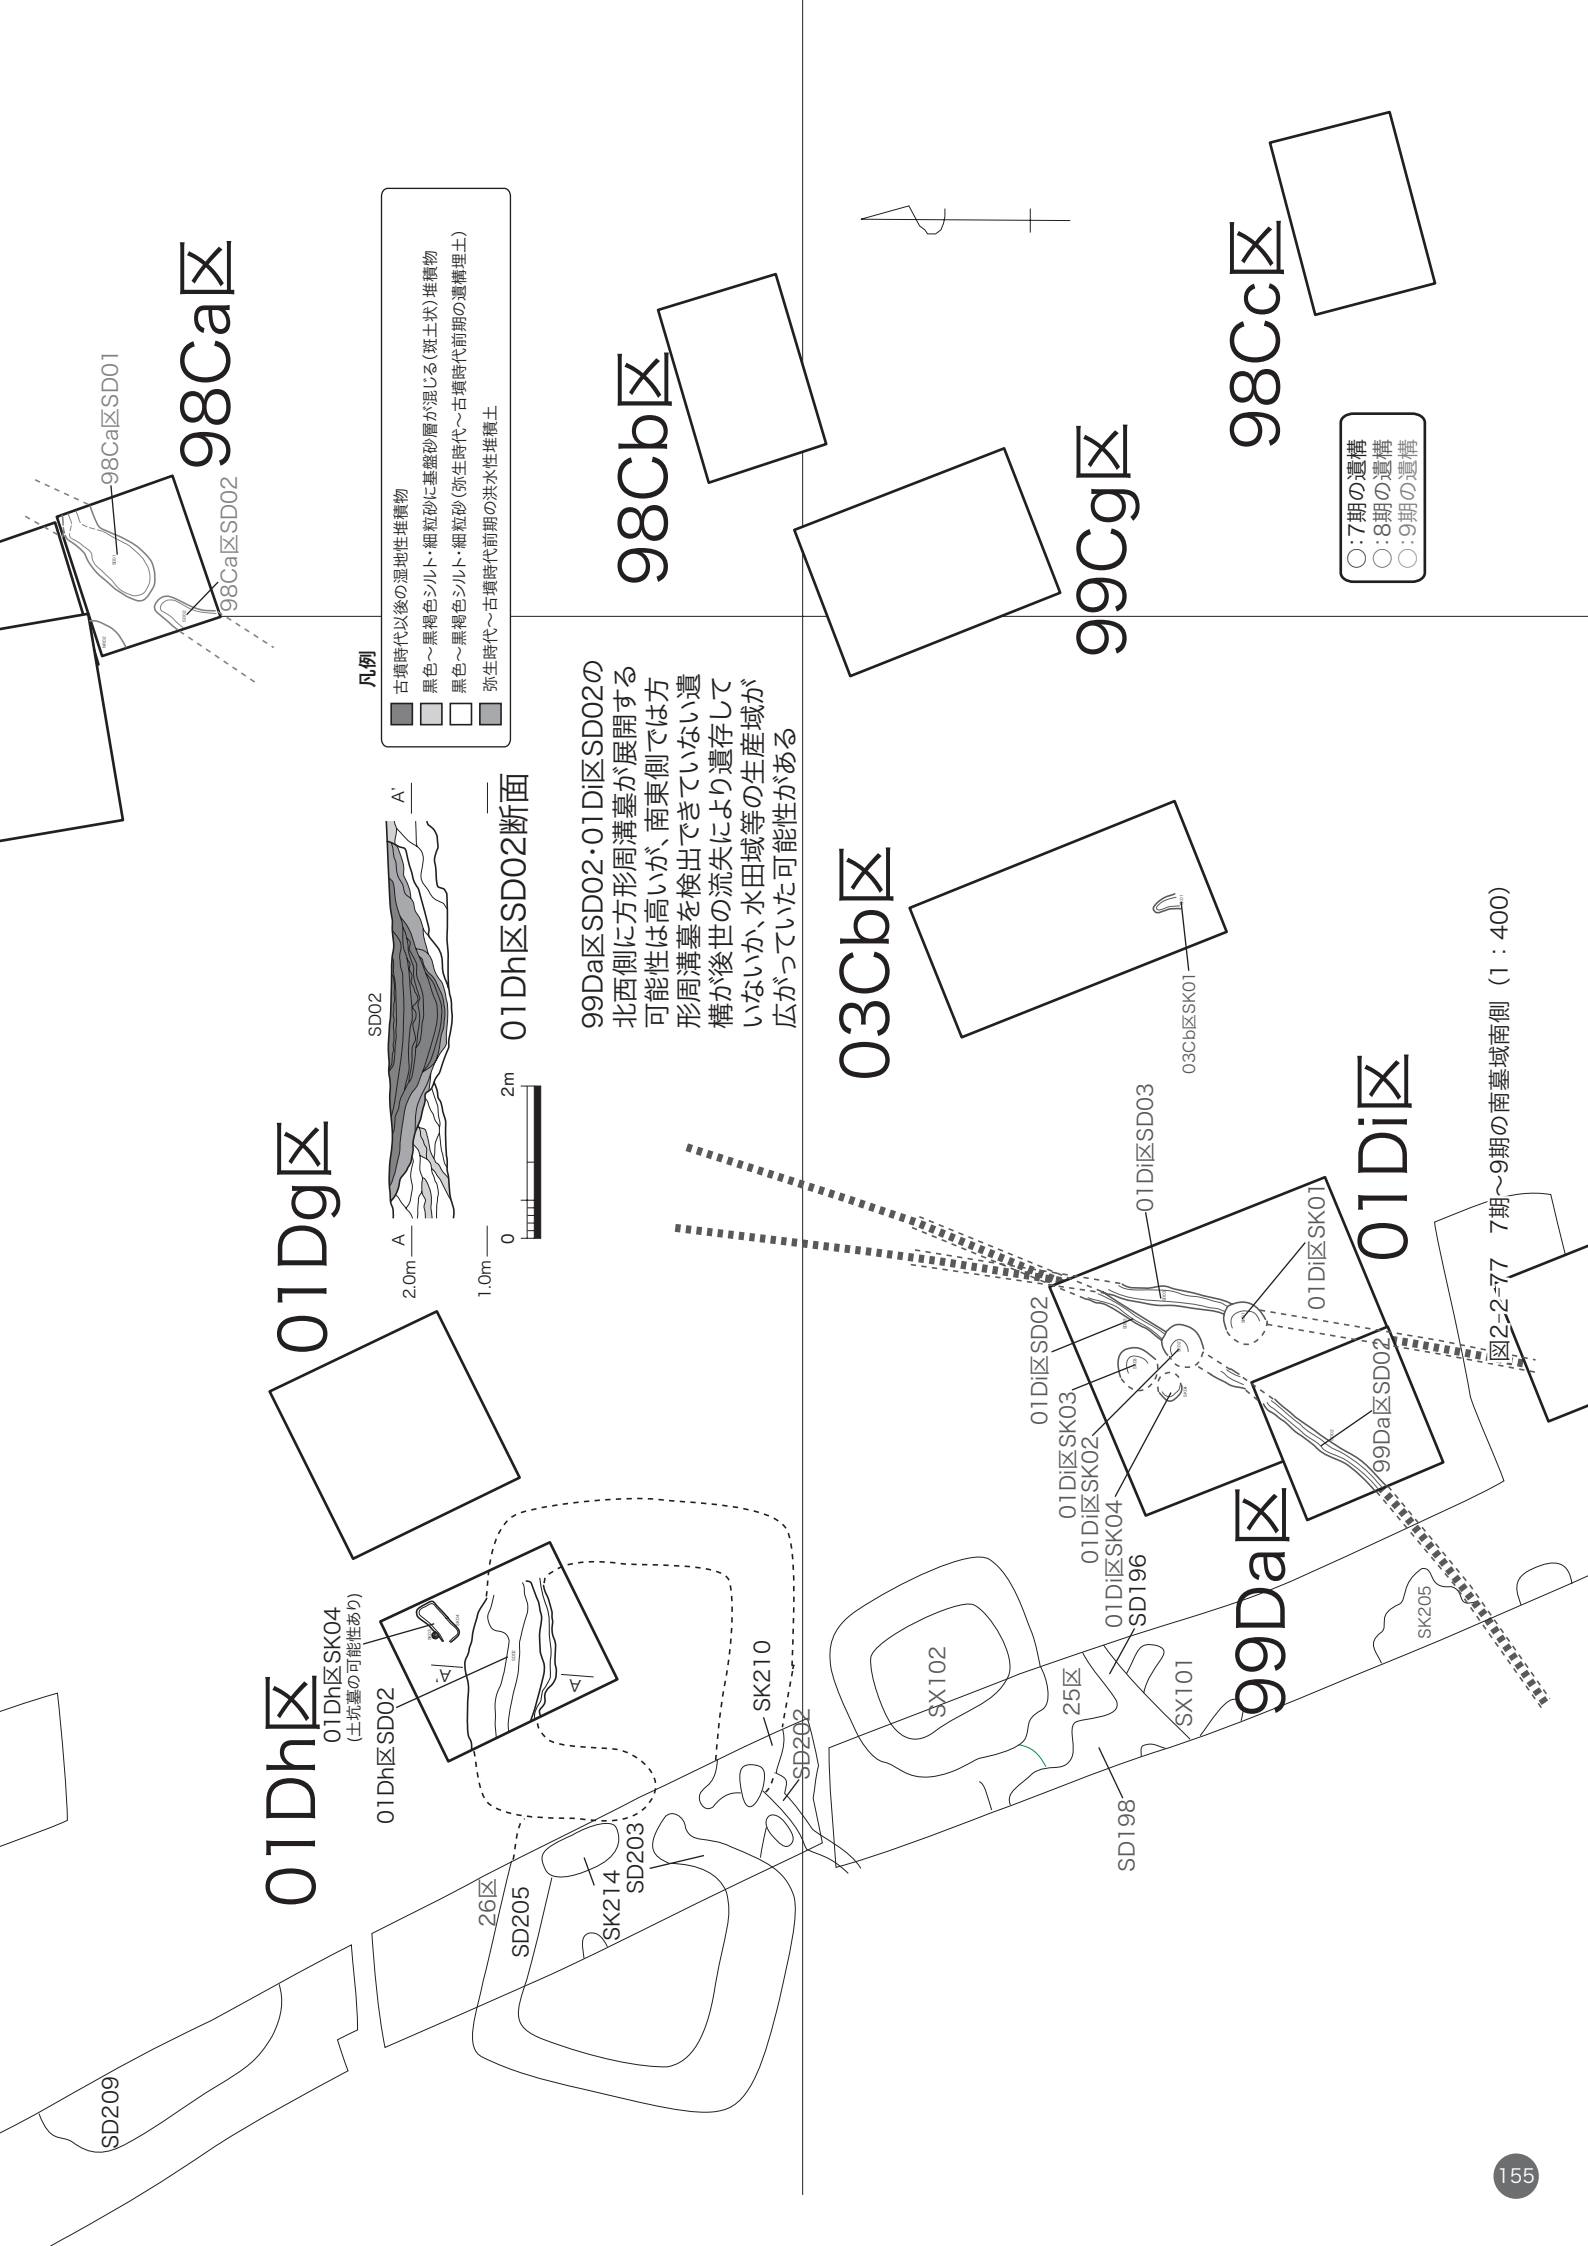 98Ca区SD01
98Ca区SD02
98Ca区
凡例
古墳時代以後の湿地性堆積物
黒色～黒褐色シルト・細粒砂に基盤砂層が混じる(斑土状)堆積物
黒色～黒褐色シルト・細粒砂(弥生時代～古墳時代前期の遺構埋土)
弥生時代～古墳時代前期の洪水性堆積土
98Cb区
99Cg区
98Cc区
○:7期の遺構
○:8期の遺構
○:9期の遺構
01Dg区
SD02
A
A'
2.0m
1.0m
0
2m
01Dh区SD02断面
99Da区SD02・01Di区SD02の
北西側に方形周溝墓が展開する
可能性は高いが、南東側では方
形周溝墓を検出できていない遺
構が後世の流失により遺存して
いないか、水田域等の生産域が
広がっていた可能性がある
03Cb区
03Cb区SK01
01Di区
01Di区SD03
01Di区SK01
01Di区SD02
01Di区SK03
01Di区SK02
01Di区SK04
99Da区SD02
99Da区
01Dh区
01Dh区SK04
(土坑墓の可能性あり)
01Dh区SD02
A'
A
SD209
26区
SD205
SK214
SD203
SK210
SD202
SX102
25区
SD196
SX101
SD198
SK205
図2-2-77　7期～9期の南墓域南側（1：400）
155